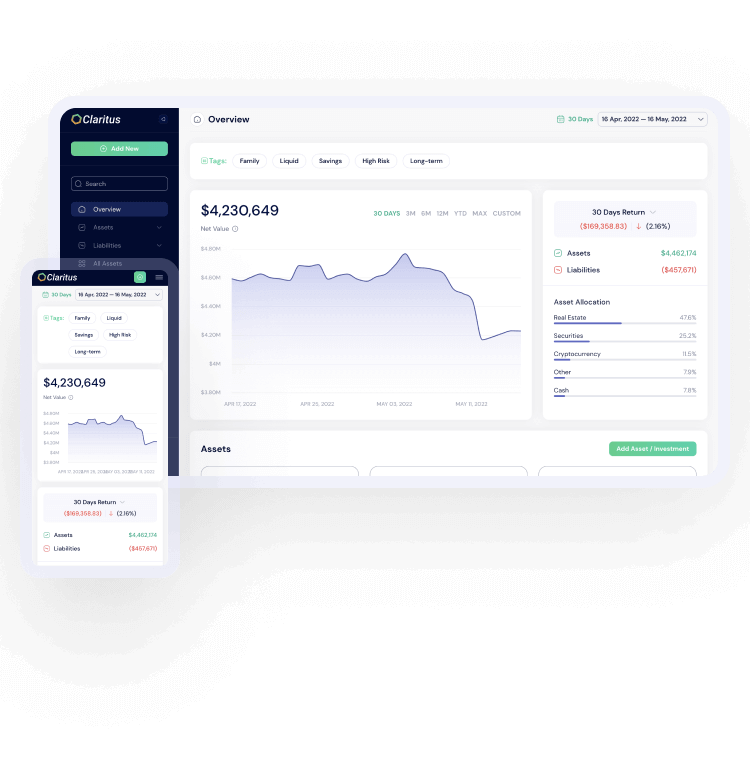 Claritus
Add New
Search
Overview
Assets
Liabilities
All Assets
Overview
30 Days 16 Apr, 2022 — 16 May, 2022
Tags: Family Liquid Savings High Risk Long-term
$4,230,649
Net Value
30 DAYS 3M 6M 12M YTD MAX CUSTOM
$4.80M
$4.60M
$4.40M
$4.20M
$4M
$3.80M
APR 17, 2022 APR 25, 2022 MAY 03, 2022 MAY 11, 2022
30 Days Return
($169,358.83) (2.16%)
Assets $4,462,174
Liabilities ($457,671)
Asset Allocation
Real Estate 47.6%
Securities 25.2%
Cryptocurrency 11.5%
Other 7.9%
Cash 7.8%
Assets
Add Asset / Investment
Claritus
30 Days 16 Apr, 2022 — 16 May, 2022
Tags: Family Liquid
Savings High Risk
Long-term
$4,230,649
Net Value
$4.80M
$4.60M
$4.40M
$4.20M
$4M
$3.80M
APR 17, 2022 APR 25, 2022 MAY 03, 2022 MAY 11, 2022
30 Days Return
($169,358.83) (2.16%)
Assets $4,462,174
Liabilities ($457,671)